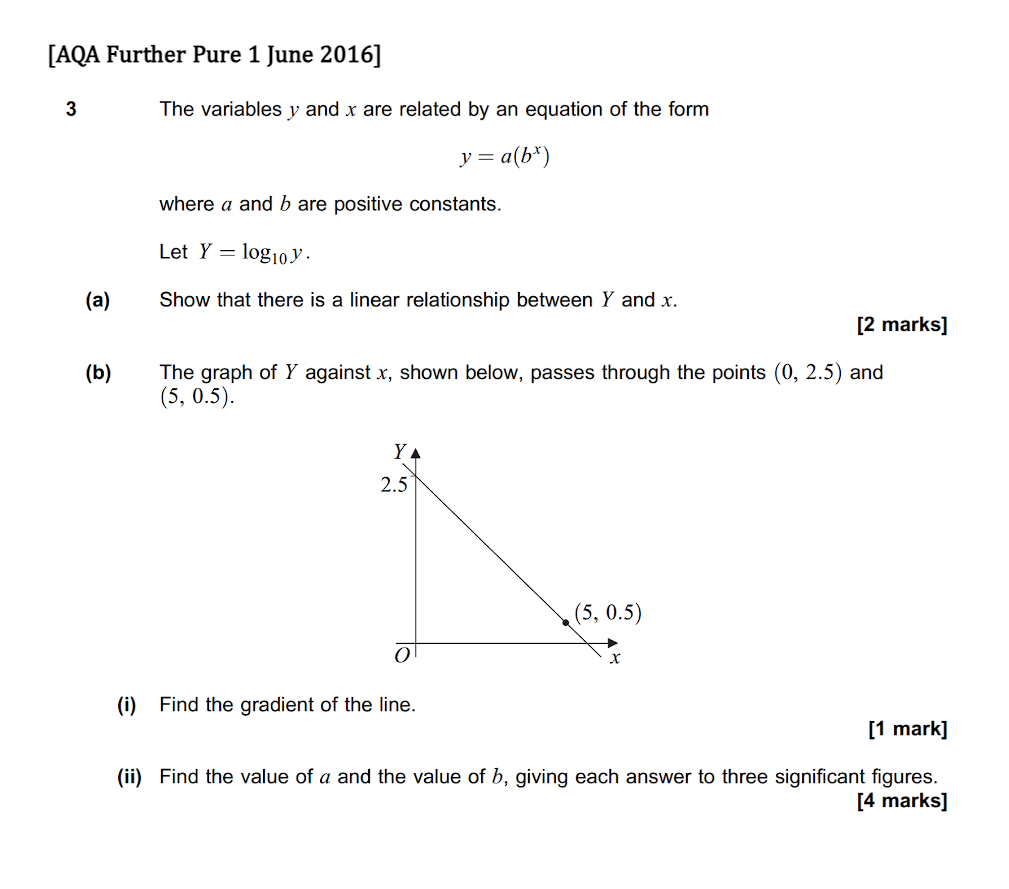 [AQA Further Pure 1 June 2016]
3 The variables y and x are related by an equation of the form
y = a(bˣ)
where a and b are positive constants.
Let Y = log₁₀ y.
(a) Show that there is a linear relationship between Y and x.
[2 marks]
(b) The graph of Y against x, shown below, passes through the points (0, 2.5) and
(5, 0.5).
Y
2.5
(5, 0.5)
O
x
(i) Find the gradient of the line.
[1 mark]
(ii) Find the value of a and the value of b, giving each answer to three significant figures.
[4 marks]